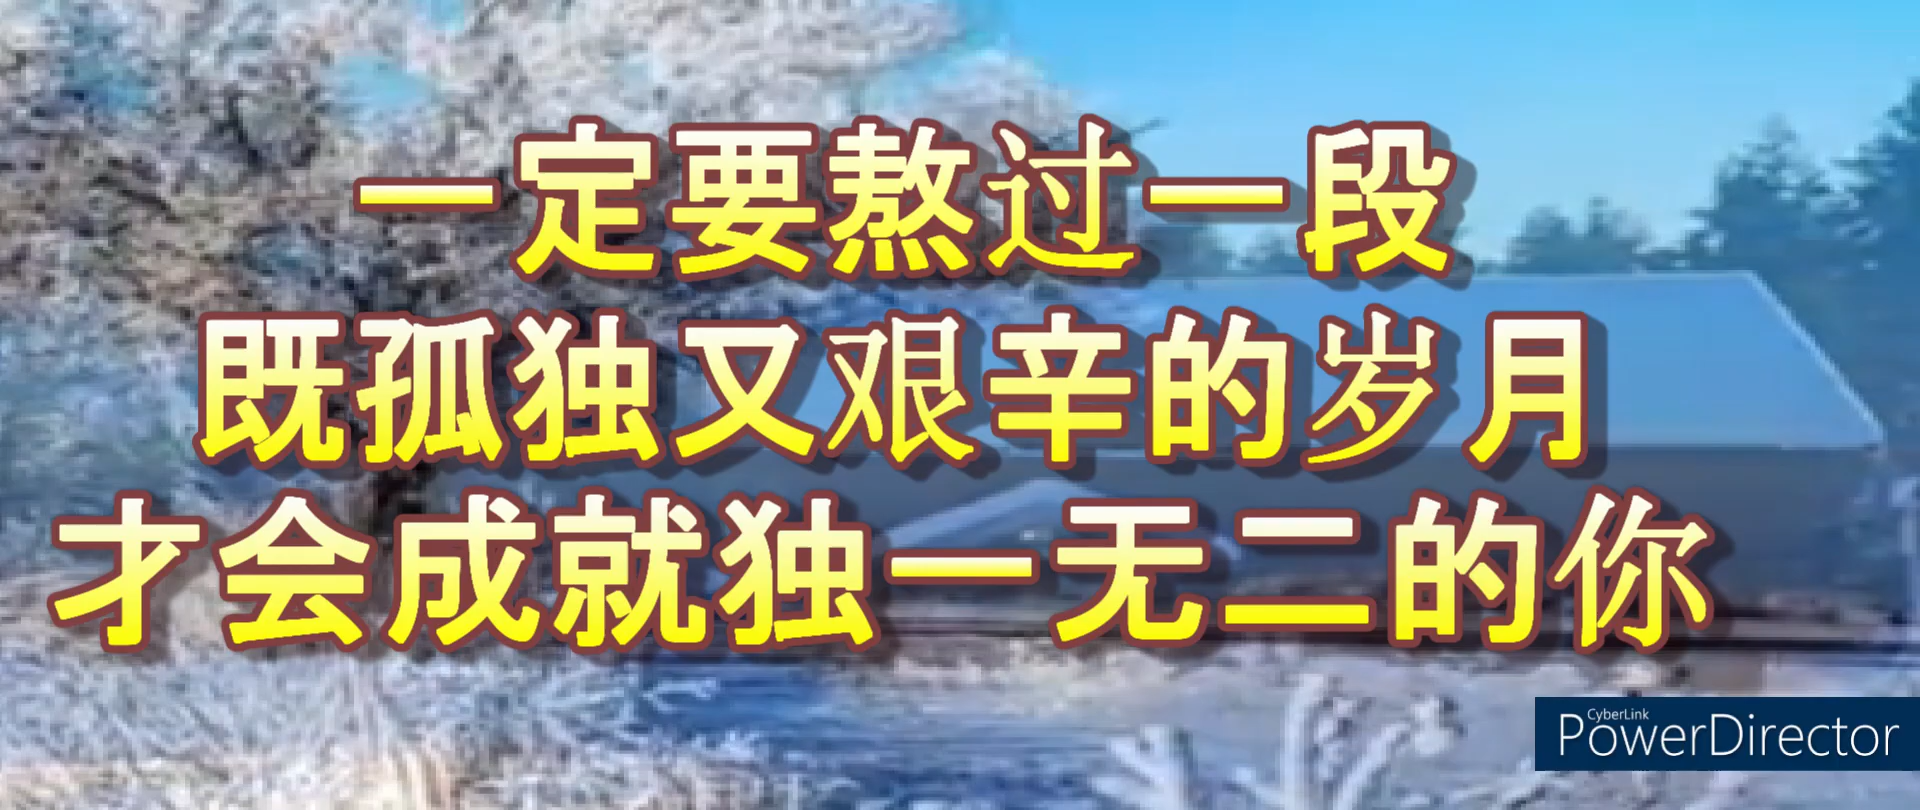 一定要熬过一段
既孤独又艰辛的岁月
才会成就独一无二的你
CyberLink
PowerDirector